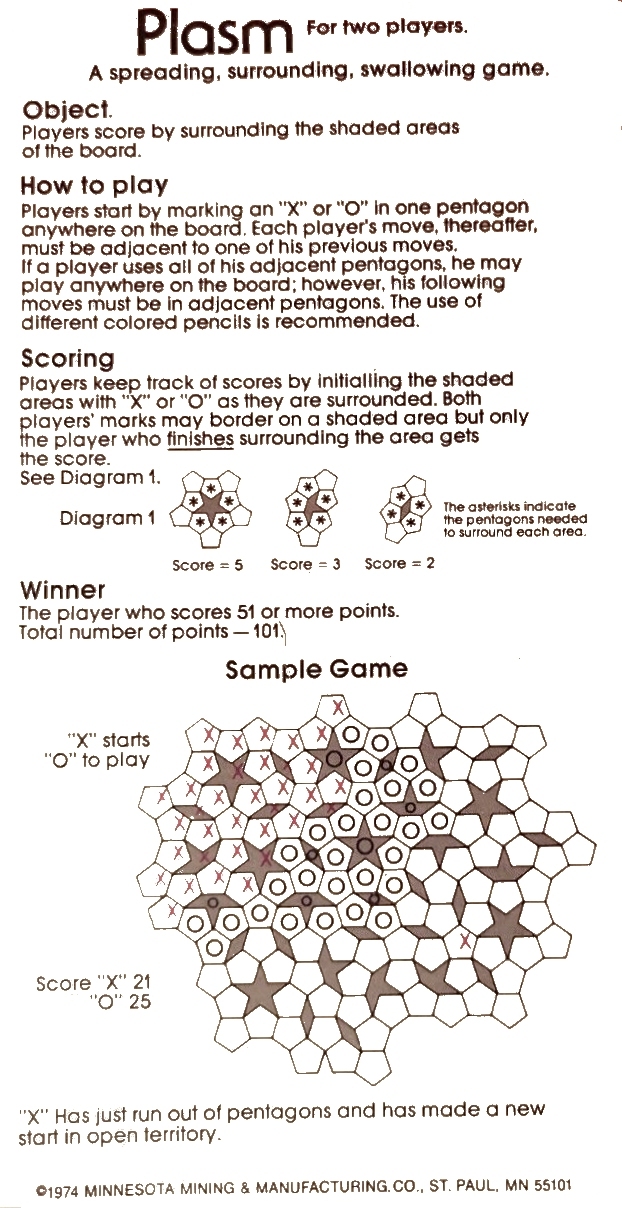 Plasm For two players.
A spreading, surrounding, swallowing game.
Object.
Players score by surrounding the shaded areas
of the board.
How to play
Players start by marking an "X" or "O" in one pentagon
anywhere on the board. Each player's move, thereafter,
must be adjacent to one of his previous moves.
If a player uses all of his adjacent pentagons, he may
play anywhere on the board; however, his following
moves must be in adjacent pentagons. The use of
different colored pencils is recommended.
Scoring
Players keep track of scores by initialling the shaded
areas with "X" or "O" as they are surrounded. Both
players' marks may border on a shaded area but only
the player who finishes surrounding the area gets
the score.
See Diagram 1.
Diagram 1
The asterisks indicate
the pentagons needed
to surround each area.
Score = 5 Score = 3 Score = 2
Winner
The player who scores 51 or more points.
Total number of points — 101.
Sample Game
"X" starts
"O" to play
Score "X" 21
"O" 25
"X" Has just run out of pentagons and has made a new
start in open territory.
©1974 MINNESOTA MINING & MANUFACTURING.CO., ST. PAUL, MN 55101